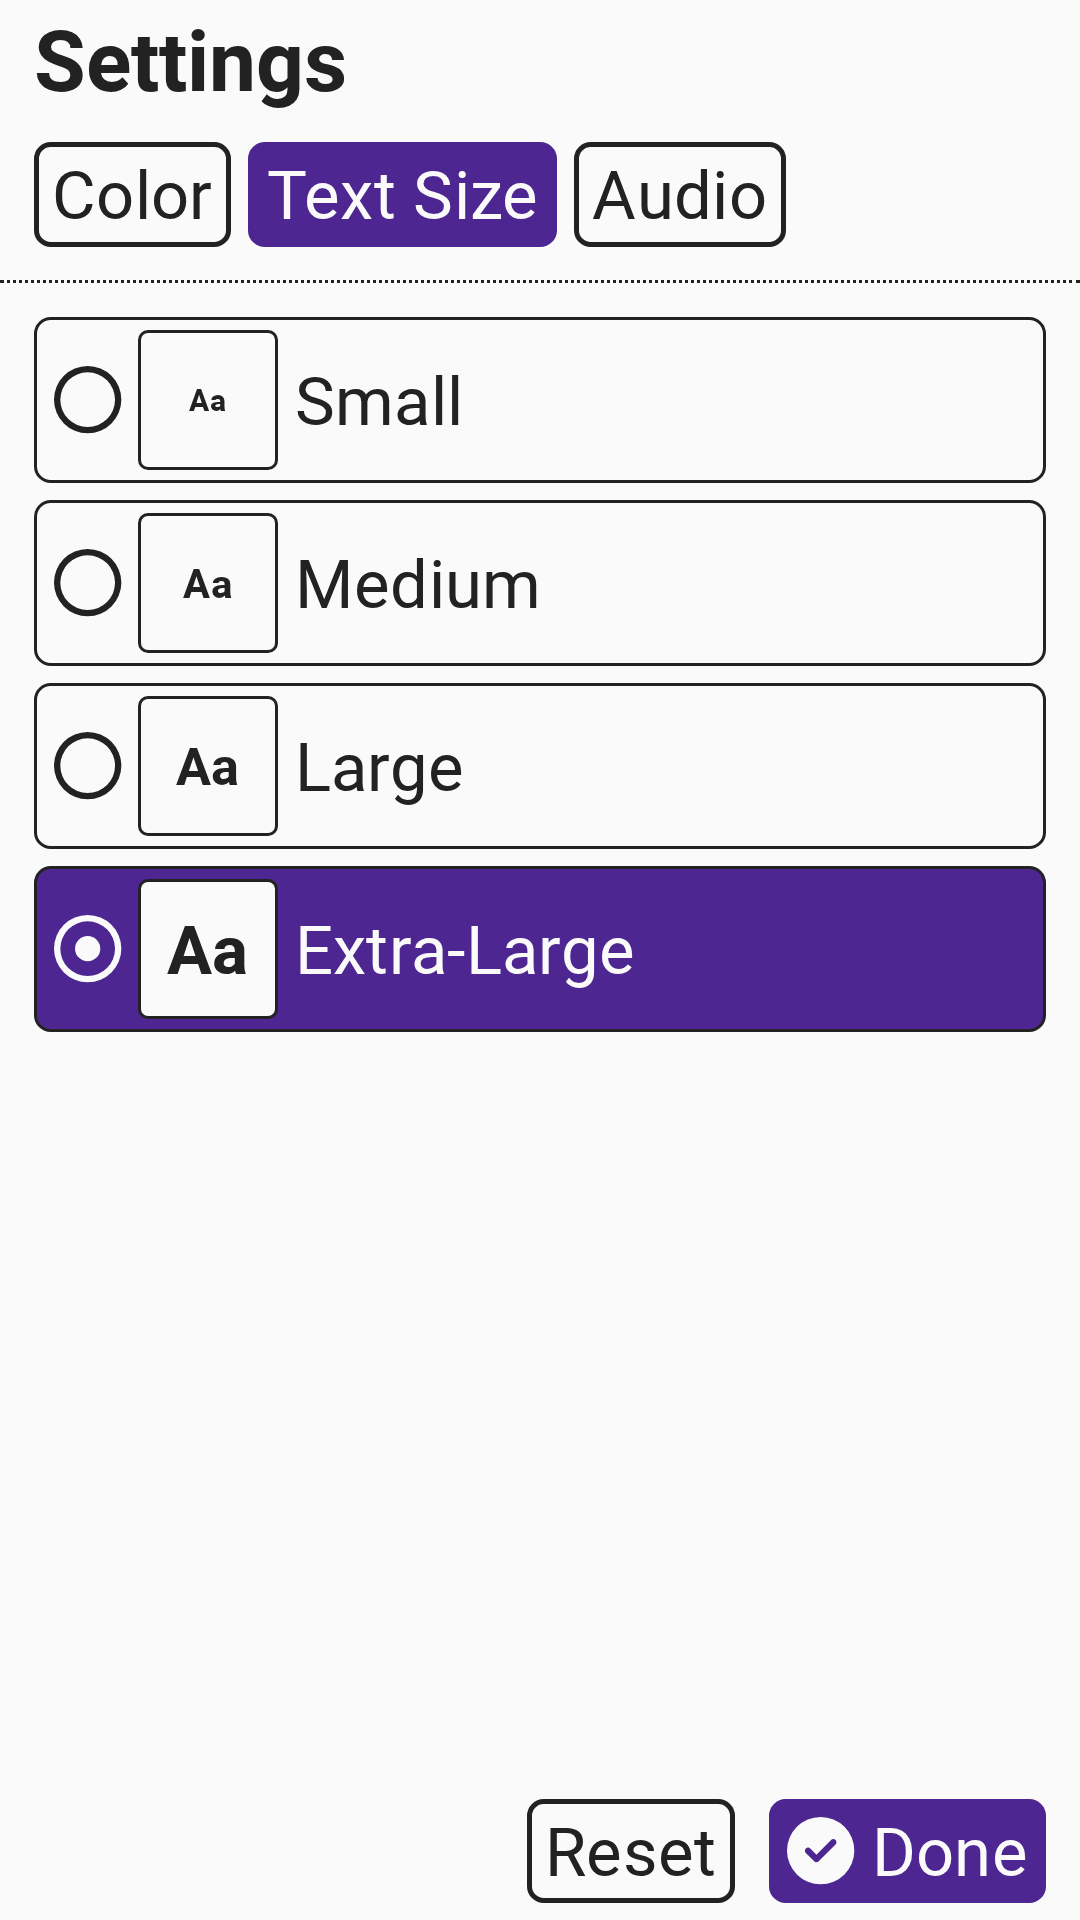 Settings
Color Text Size Audio
Aa Small
Aa Medium
Aa Large
Aa Extra-Large
Reset Done